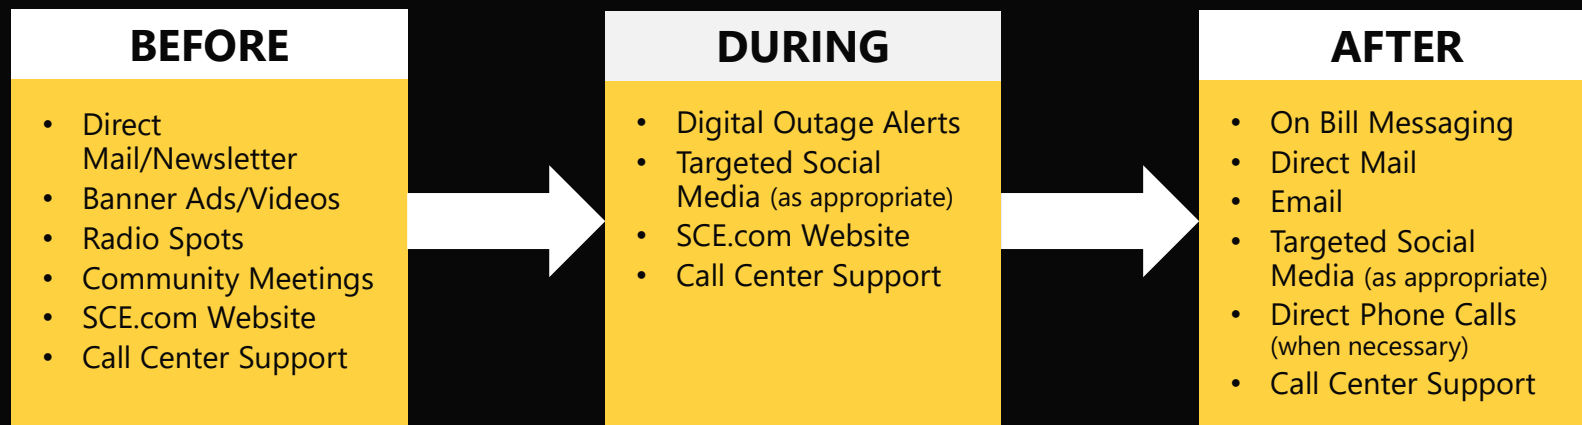 BEFORE
• Direct
Mail/Newsletter
• Banner Ads/Videos
• Radio Spots
• Community Meetings
• SCE.com Website
• Call Center Support
DURING
• Digital Outage Alerts
• Targeted Social
Media (as appropriate)
• SCE.com Website
• Call Center Support
AFTER
• On Bill Messaging
• Direct Mail
• Email
• Targeted Social
Media (as appropriate)
• Direct Phone Calls
(when necessary)
• Call Center Support